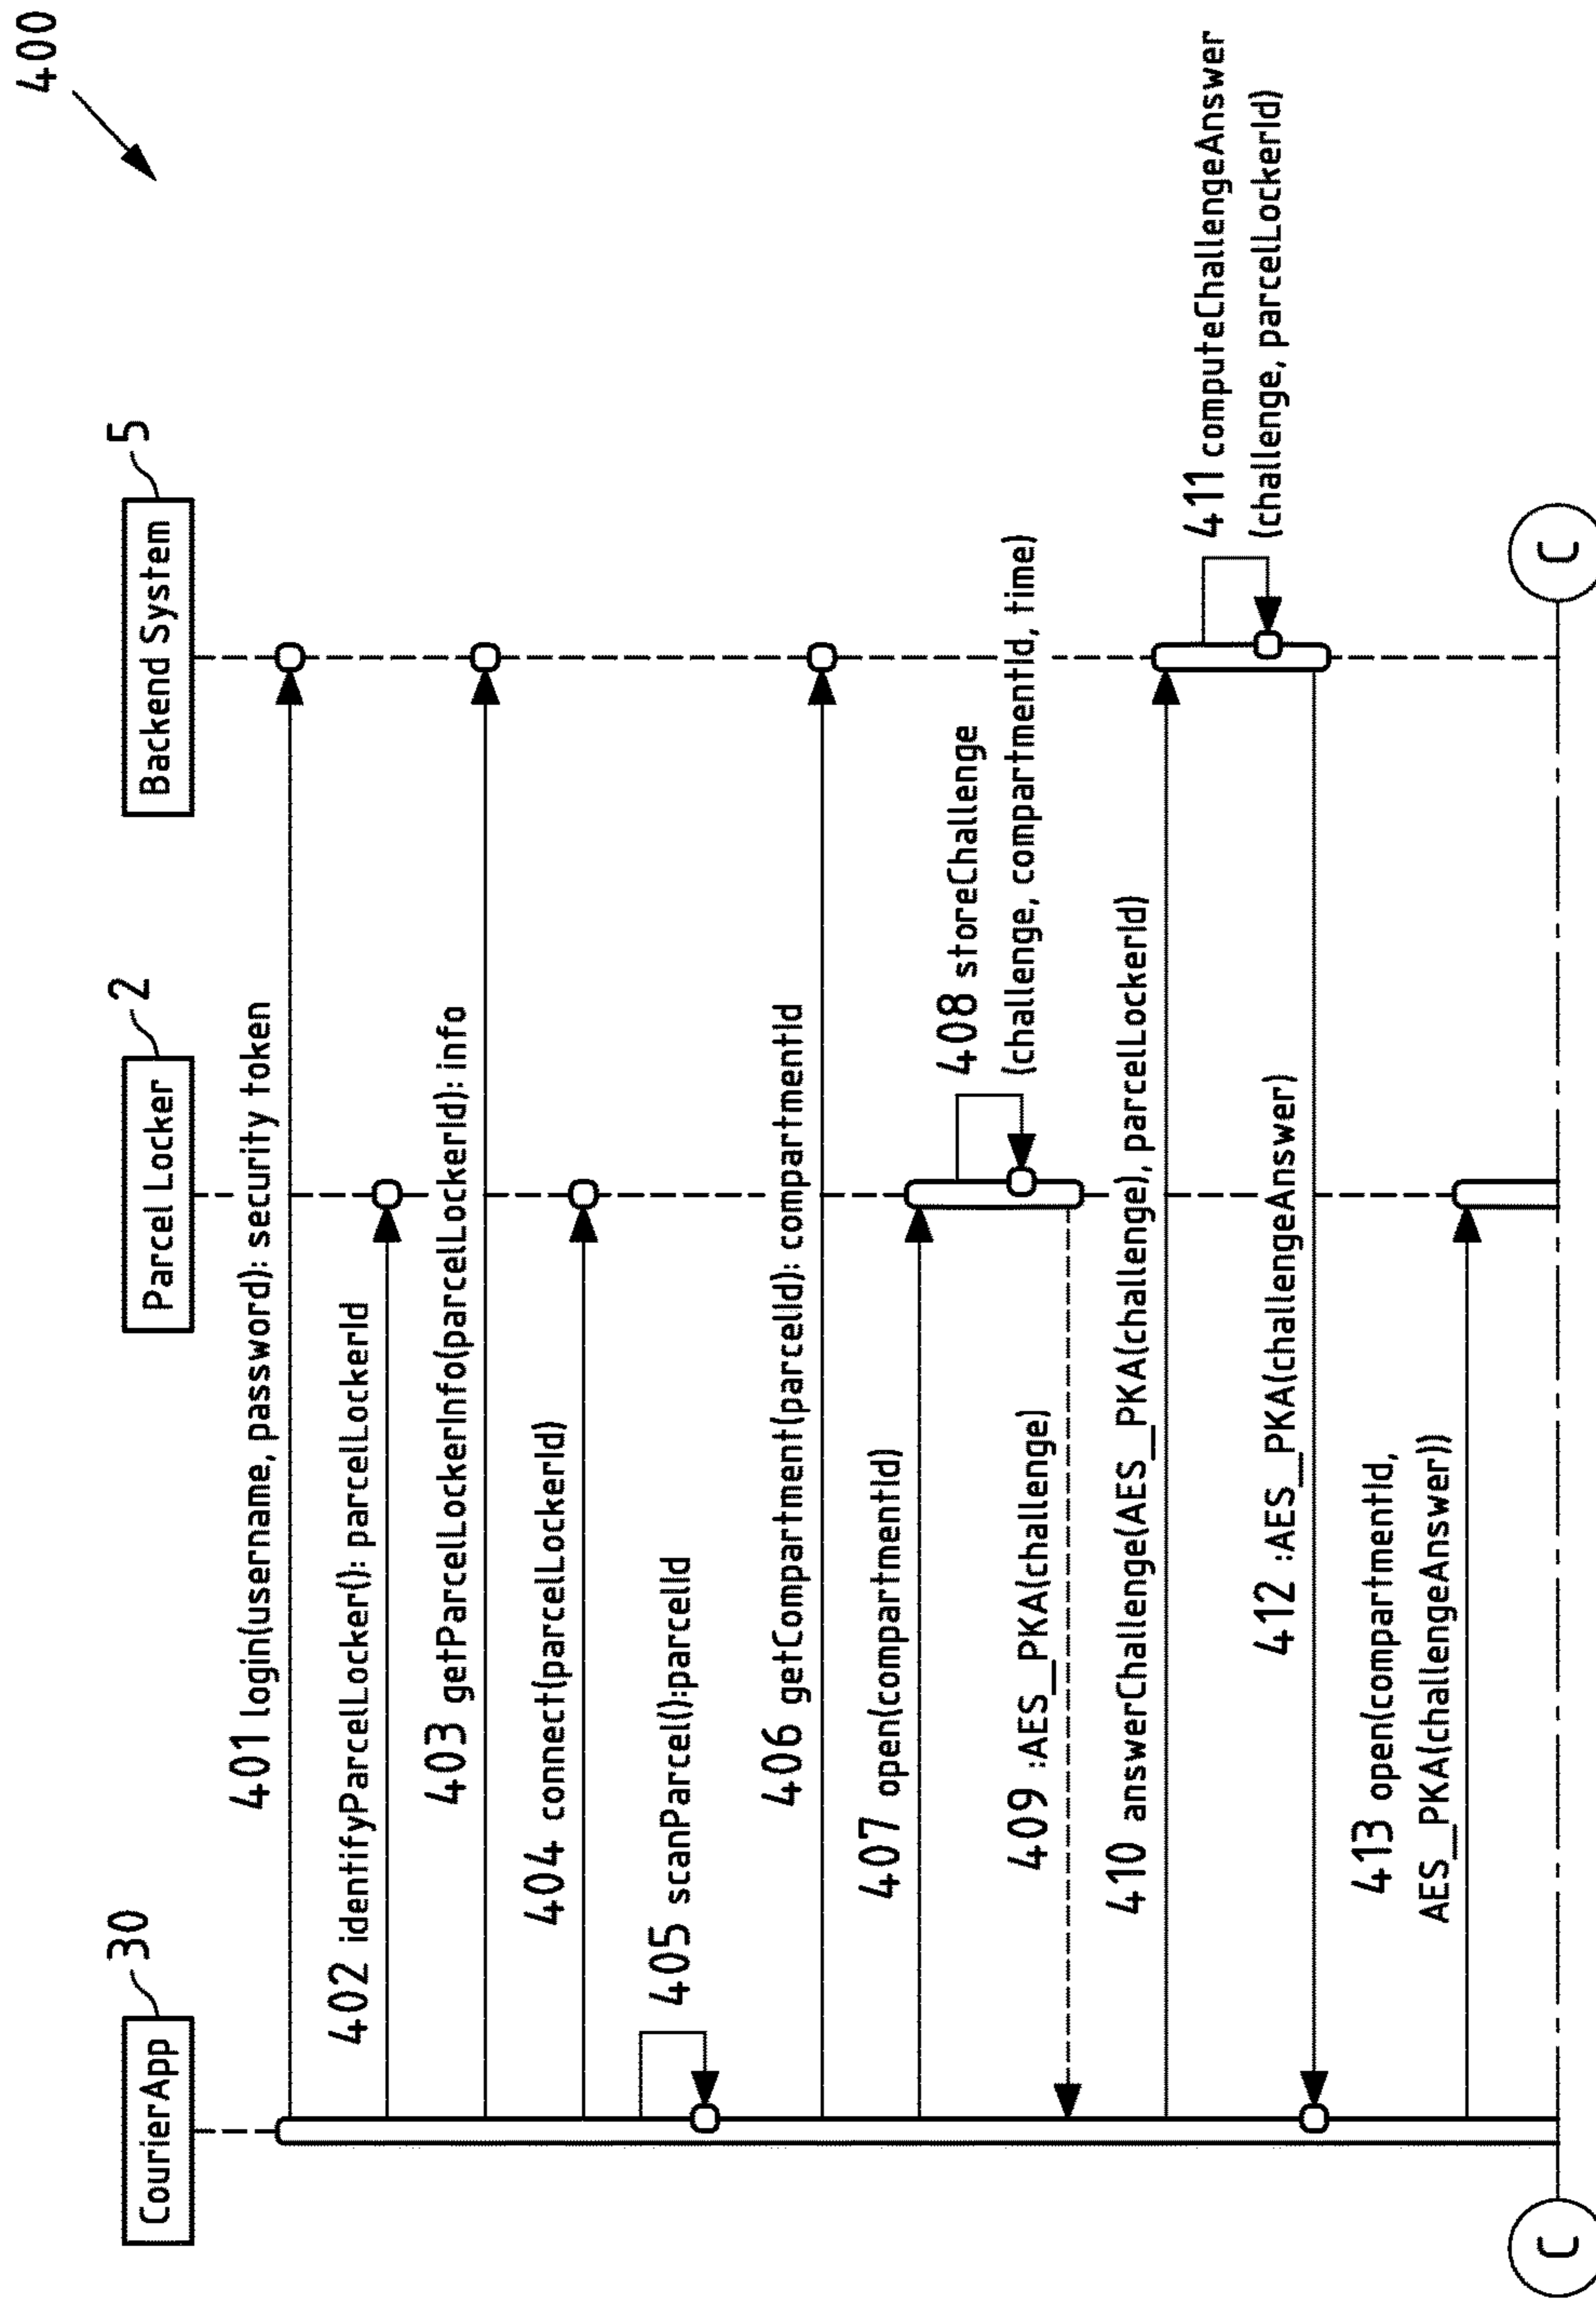 400
CourierApp
30
Parcel Locker
2
Backend System
5
401 login(username, password): security token
402 identifyParcelLocker(): parcelLockerId
403 getParcelLockerInfo(parcelLockerId): info
404 connect(parcelLockerId)
405 scanParcel():parcelId
406 getCompartment(parcelId): compartmentId
407 open(compartmentId)
408 storeChallenge
(challenge, compartmentId, time)
409 :AES_PKA(challenge)
410 answerChallenge(AES_PKA(challenge), parcelLockerId)
411 computeChallengeAnswer
(challenge, parcelLockerId)
412 :AES_PKA(challengeAnswer)
413 open(compartmentId,
AES_PKA(challengeAnswer))
C
C